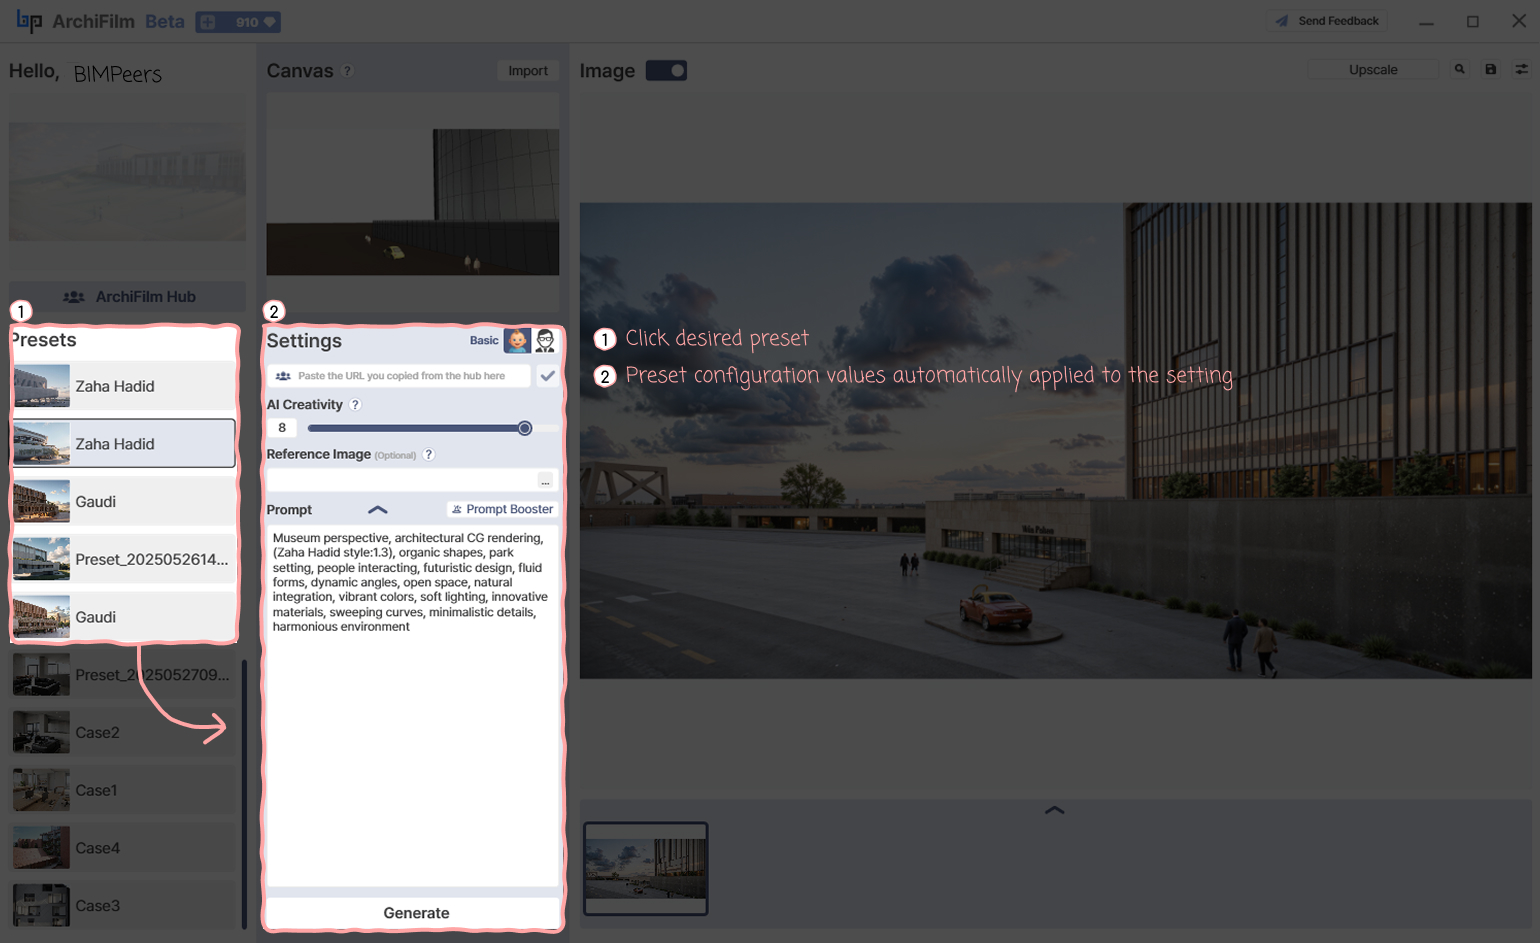 bp ArchiFilm Beta 910
Send Feedback
Hello, BIMPeers
Canvas ?
Import
Image
Upscale
ArchiFilm Hub
1
Presets
Zaha Hadid
Zaha Hadid
Gaudi
Preset_2025052614...
Gaudi
Preset_2025052709...
Case2
Case1
Case4
Case3
2
Settings
Basic
Paste the URL you copied from the hub here
AI Creativity ?
8
Reference Image (Optional) ?
...
Prompt
Prompt Booster
Museum perspective, architectural CG rendering,
(Zaha Hadid style:1.3), organic shapes, park
setting, people interacting, futuristic design, fluid
forms, dynamic angles, open space, natural
integration, vibrant colors, soft lighting, innovative
materials, sweeping curves, minimalistic details,
harmonious environment
Generate
1 Click desired preset
2 Preset configuration values automatically applied to the setting